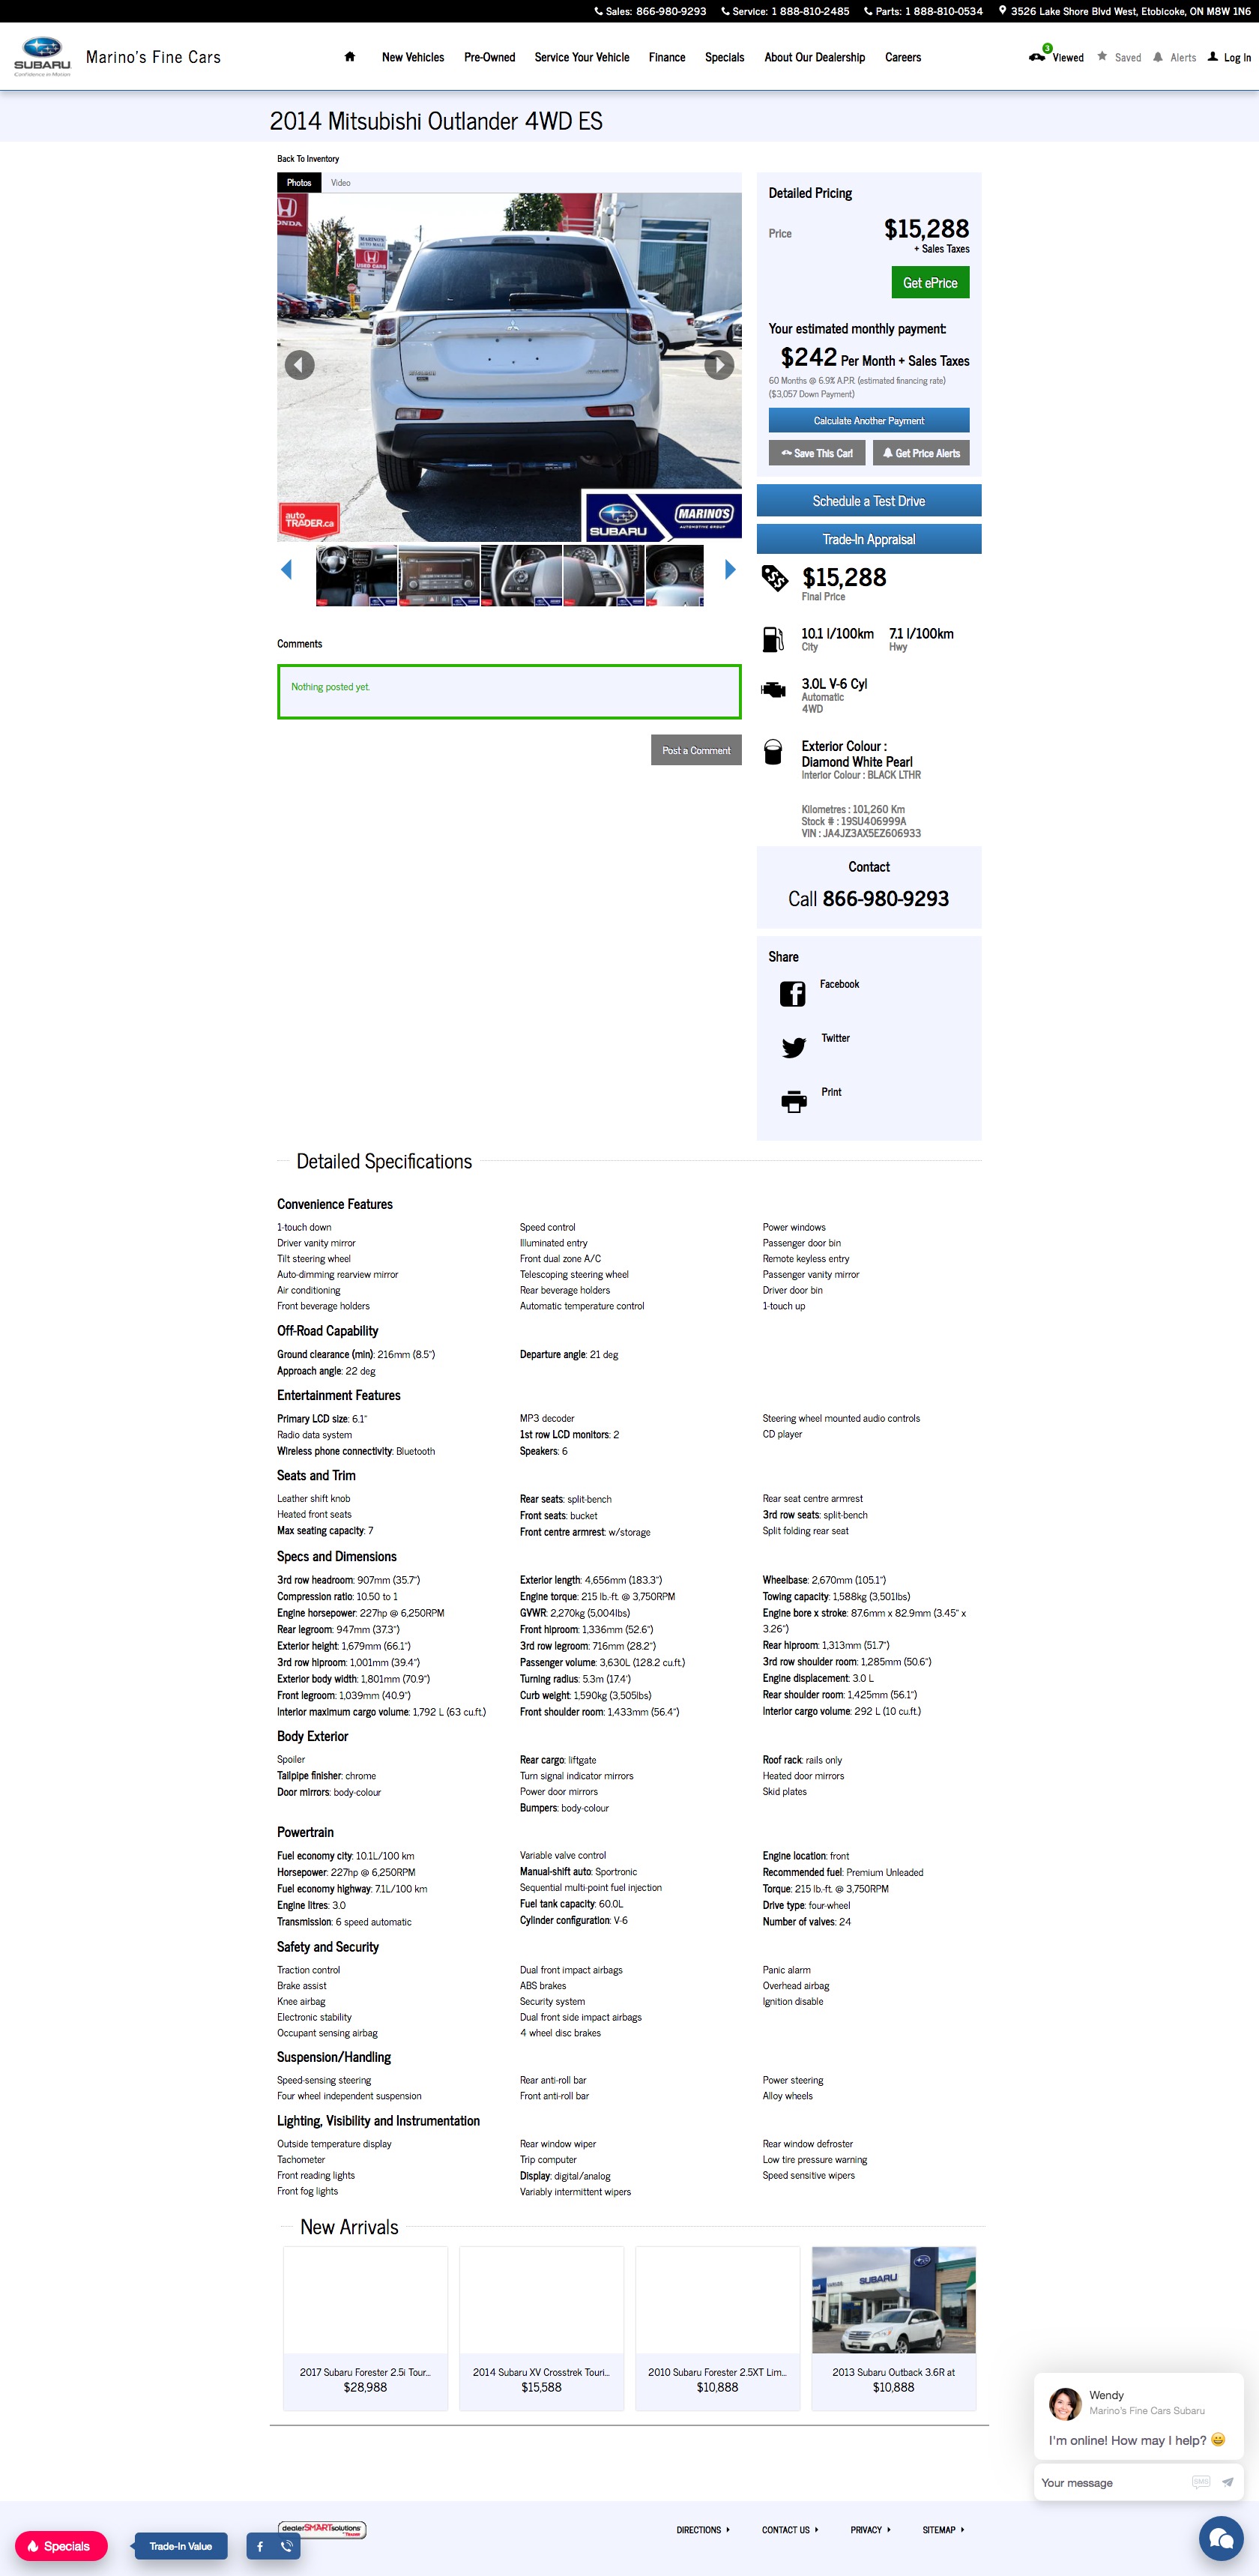 Sales: 866-980-9293 Service: 1 888-810-2485 Parts: 1 888-810-0534 3526 Lake Shore Blvd West, Etobicoke, ON M8W 1N6
SUBARU
Confidence in Motion
Marino's Fine Cars
New Vehicles Pre-Owned Service Your Vehicle Finance Specials About Our Dealership Careers
3
Viewed Saved Alerts Log In
2014 Mitsubishi Outlander 4WD ES
Back To Inventory
Photos Video
HONDA
MARINO'S
USED CARS
auto
TRADER.ca
SUBARU
MARINO'S
AUTOMOTIVE GROUP
Comments
Nothing posted yet.
Post a Comment
Detailed Pricing
Price $15,288
+ Sales Taxes
Get ePrice
Your estimated monthly payment:
$242 Per Month + Sales Taxes
60 Months @ 6.9% A.P.R. (estimated financing rate)
($3,057 Down Payment)
Calculate Another Payment
Save This Car! Get Price Alerts
Schedule a Test Drive
Trade-In Appraisal
$15,288
Final Price
10.1 l/100km 7.1 l/100km
City Hwy
3.0L V-6 Cyl
Automatic
4WD
Exterior Colour :
Diamond White Pearl
Interior Colour : BLACK LTHR
Kilometres : 101,260 Km
Stock # : 19SU406999A
VIN : JA4JZ3AX5EZ606933
Contact
Call 866-980-9293
Share
Facebook
Twitter
Print
Detailed Specifications
Convenience Features
1-touch down Speed control Power windows
Driver vanity mirror Illuminated entry Passenger door bin
Tilt steering wheel Front dual zone A/C Remote keyless entry
Auto-dimming rearview mirror Telescoping steering wheel Passenger vanity mirror
Air conditioning Rear beverage holders Driver door bin
Front beverage holders Automatic temperature control 1-touch up
Off-Road Capability
Ground clearance (min): 216mm (8.5") Departure angle: 21 deg
Approach angle: 22 deg
Entertainment Features
Primary LCD size: 6.1" MP3 decoder Steering wheel mounted audio controls
Radio data system 1st row LCD monitors: 2 CD player
Wireless phone connectivity: Bluetooth Speakers: 6
Seats and Trim
Leather shift knob Rear seats: split-bench Rear seat centre armrest
Heated front seats Front seats: bucket 3rd row seats: split-bench
Max seating capacity: 7 Front centre armrest: w/storage Split folding rear seat
Specs and Dimensions
3rd row headroom: 907mm (35.7") Exterior length: 4,656mm (183.3") Wheelbase: 2,670mm (105.1")
Compression ratio: 10.50 to 1 Engine torque: 215 lb.-ft. @ 3,750RPM Towing capacity: 1,588kg (3,501lbs)
Engine horsepower: 227hp @ 6,250RPM GVWR: 2,270kg (5,004lbs) Engine bore x stroke: 87.6mm x 82.9mm (3.45" x
3.26")
Rear legroom: 947mm (37.3") Front hiproom: 1,336mm (52.6")
Exterior height: 1,679mm (66.1") 3rd row legroom: 716mm (28.2") Rear hiproom: 1,313mm (51.7")
3rd row hiproom: 1,001mm (39.4") Passenger volume: 3,630L (128.2 cu.ft.) 3rd row shoulder room: 1,285mm (50.6")
Exterior body width: 1,801mm (70.9") Turning radius: 5.3m (17.4') Engine displacement: 3.0 L
Front legroom: 1,039mm (40.9") Curb weight: 1,590kg (3,505lbs) Rear shoulder room: 1,425mm (56.1")
Interior maximum cargo volume: 1,792 L (63 cu.ft.) Front shoulder room: 1,433mm (56.4") Interior cargo volume: 292 L (10 cu.ft.)
Body Exterior
Spoiler Rear cargo: liftgate Roof rack: rails only
Tailpipe finisher: chrome Turn signal indicator mirrors Heated door mirrors
Door mirrors: body-colour Power door mirrors Skid plates
Bumpers: body-colour
Powertrain
Fuel economy city: 10.1L/100 km Variable valve control Engine location: front
Horsepower: 227hp @ 6,250RPM Manual-shift auto: Sportronic Recommended fuel: Premium Unleaded
Fuel economy highway: 7.1L/100 km Sequential multi-point fuel injection Torque: 215 lb.-ft. @ 3,750RPM
Engine litres: 3.0 Fuel tank capacity: 60.0L Drive type: four-wheel
Transmission: 6 speed automatic Cylinder configuration: V-6 Number of valves: 24
Safety and Security
Traction control Dual front impact airbags Panic alarm
Brake assist ABS brakes Overhead airbag
Knee airbag Security system Ignition disable
Electronic stability Dual front side impact airbags
Occupant sensing airbag 4 wheel disc brakes
Suspension/Handling
Speed-sensing steering Rear anti-roll bar Power steering
Four wheel independent suspension Front anti-roll bar Alloy wheels
Lighting, Visibility and Instrumentation
Outside temperature display Rear window wiper Rear window defroster
Tachometer Trip computer Low tire pressure warning
Front reading lights Display: digital/analog Speed sensitive wipers
Front fog lights Variably intermittent wipers
New Arrivals
SUBARU
2017 Subaru Forester 2.5i Tour... 2014 Subaru XV Crosstrek Touri... 2010 Subaru Forester 2.5XT Lim... 2013 Subaru Outback 3.6R at
$28,988 $15,588 $10,888 $10,888
Wendy
Marino's Fine Cars Subaru
I'm online! How may I help?
Your message
SMS
Specials
Trade-In Value
dealerSMARTsolutions
DIRECTIONS CONTACT US PRIVACY SITEMAP